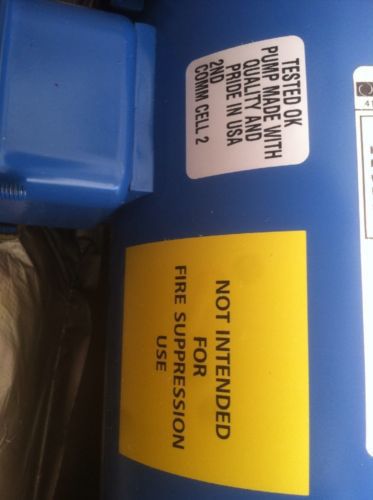 TESTED OK
PUMP MADE WITH
QUALITY AND
PRIDE IN USA
2ND
COMM CELL 2
NOT INTENDED
FOR
FIRE SUPPRESSION
USE